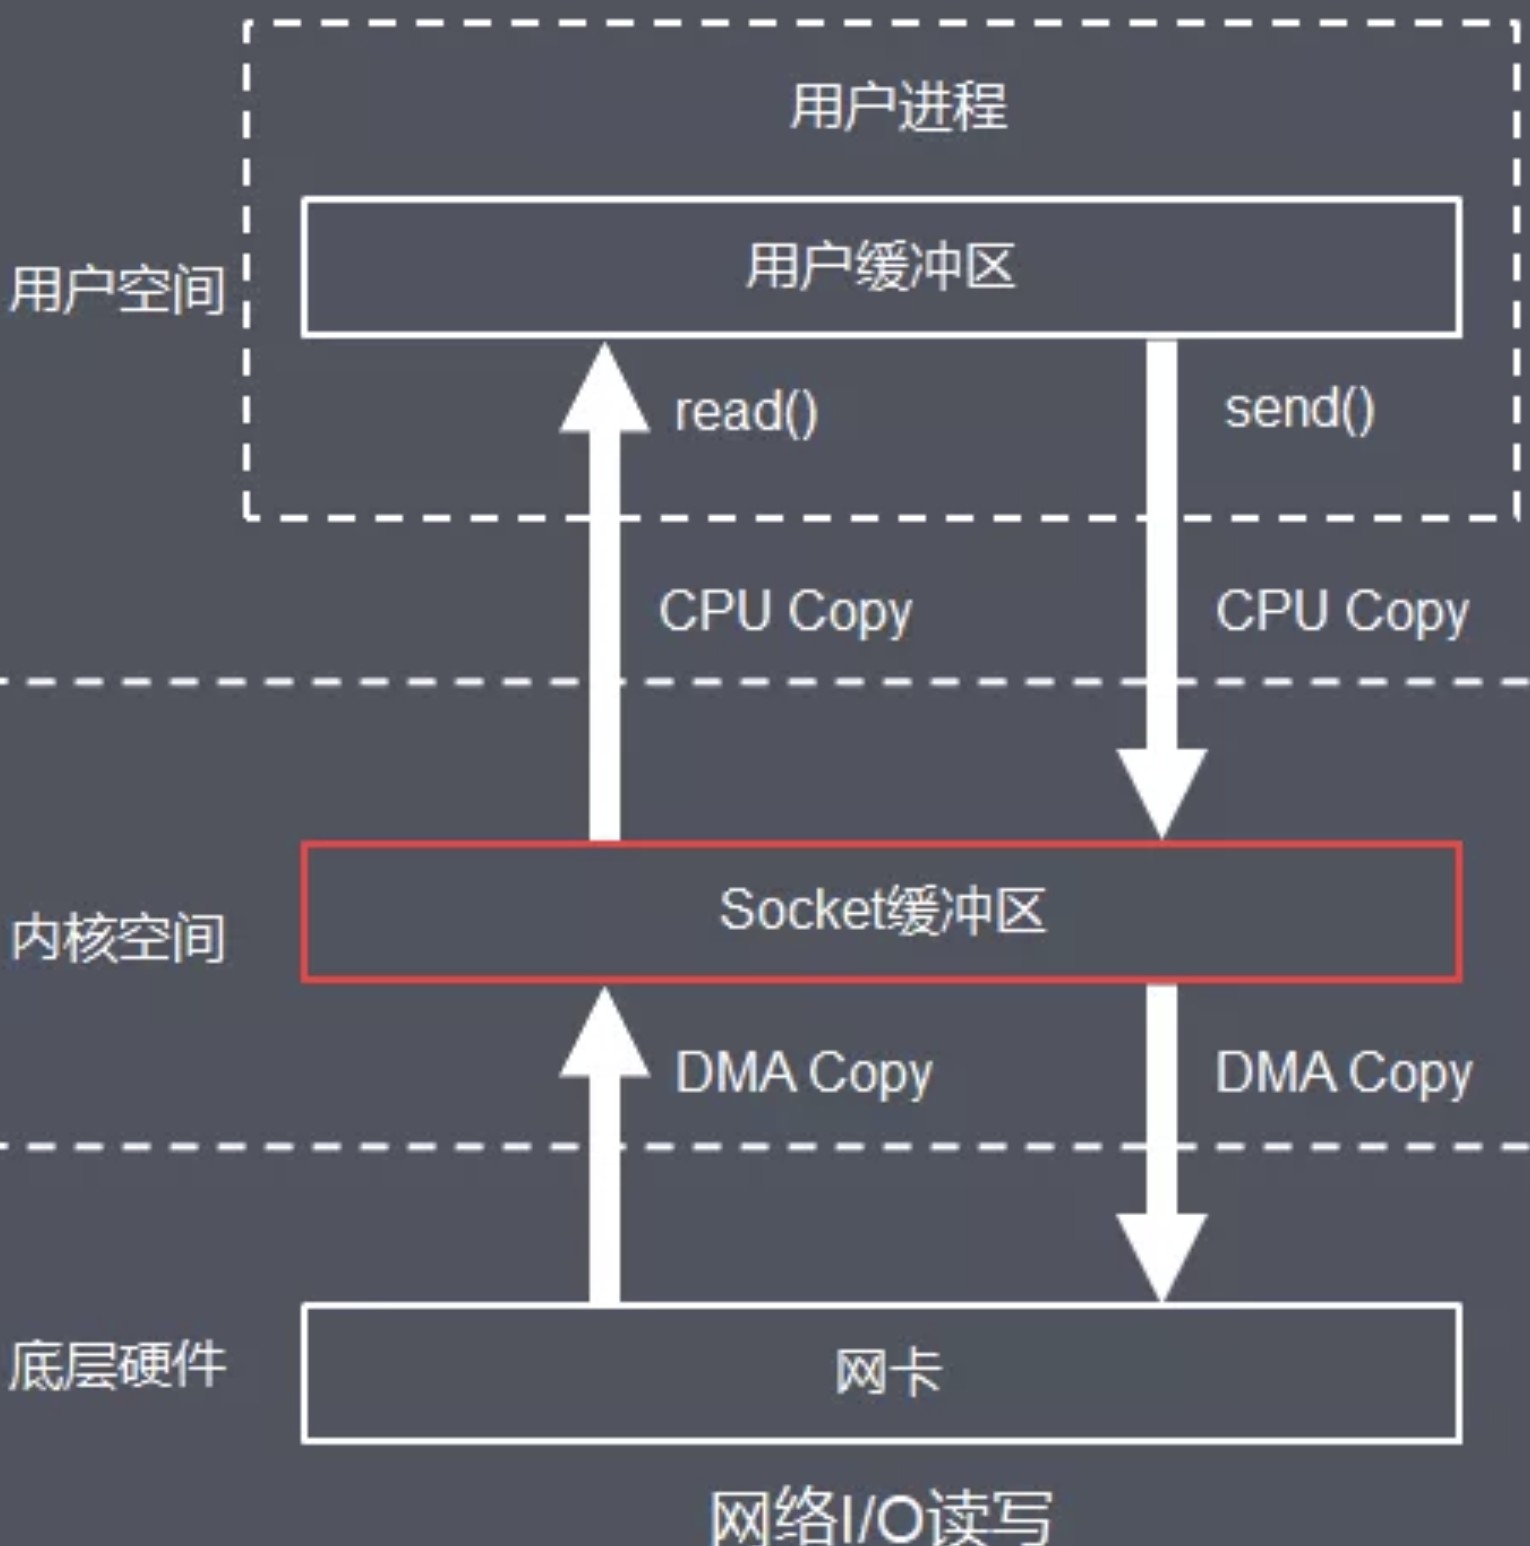 用户进程
用户空间
用户缓冲区
read()
send()
CPU Copy
CPU Copy
内核空间
Socket缓冲区
DMA Copy
DMA Copy
底层硬件
网卡
网络I/O读写